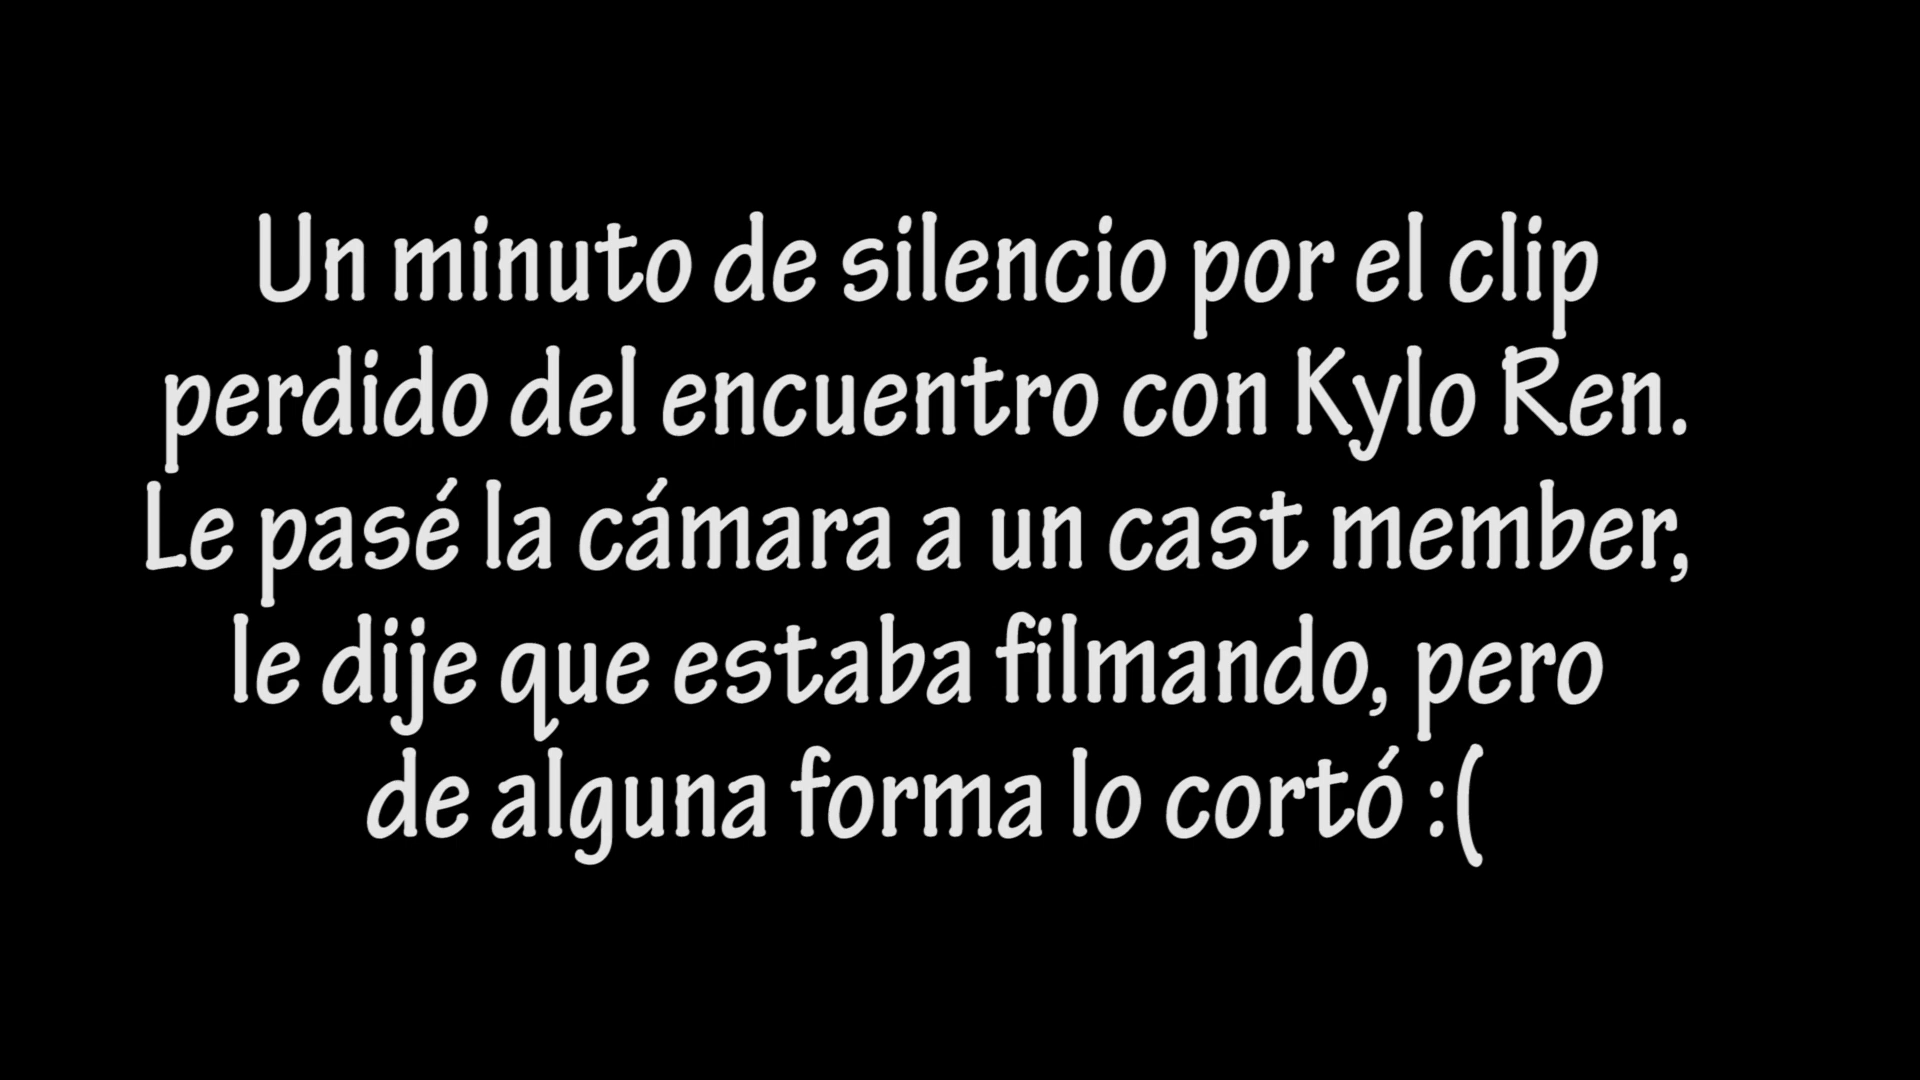 Un minuto de silencio por el clip
perdido del encuentro con Kylo Ren.
Le pasé la cámara a un cast member,
le dije que estaba filmando, pero
de alguna forma lo cortó :(